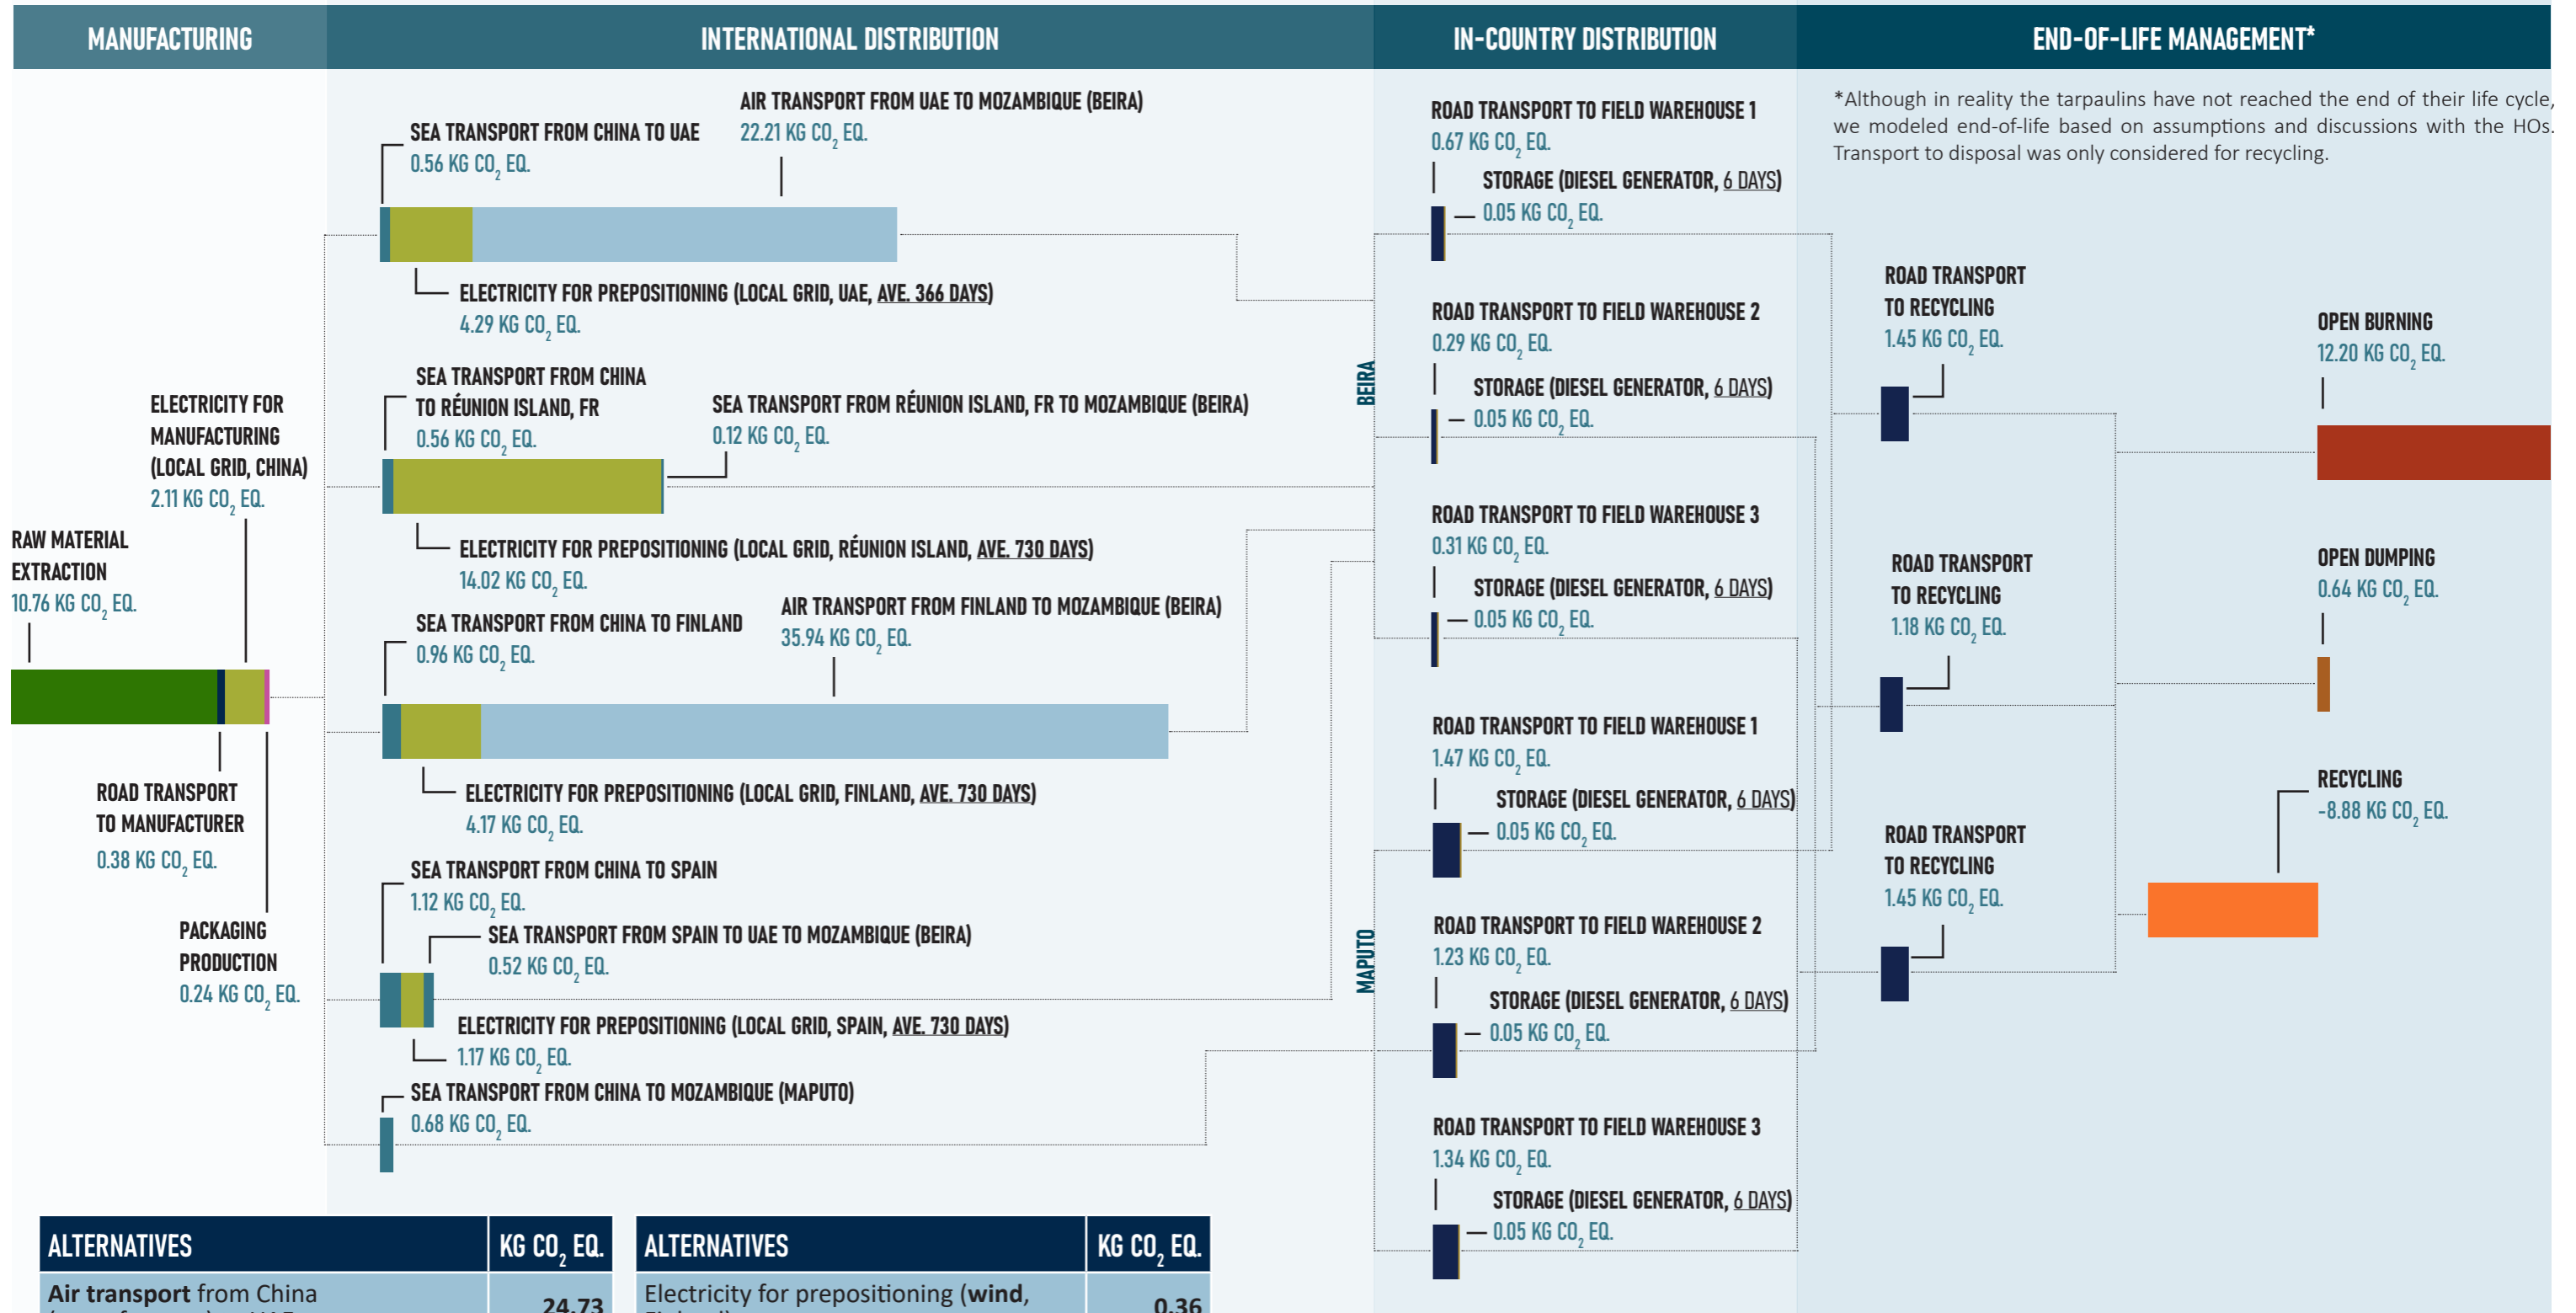 MANUFACTURING
INTERNATIONAL DISTRIBUTION
IN-COUNTRY DISTRIBUTION
END-OF-LIFE MANAGEMENT*
RAW MATERIAL
EXTRACTION
10.76 KG CO2 EQ.
ELECTRICITY FOR
MANUFACTURING
(LOCAL GRID, CHINA)
2.11 KG CO2 EQ.
ROAD TRANSPORT
TO MANUFACTURER
0.38 KG CO2 EQ.
PACKAGING
PRODUCTION
0.24 KG CO2 EQ.
SEA TRANSPORT FROM CHINA TO UAE
0.56 KG CO2 EQ.
AIR TRANSPORT FROM UAE TO MOZAMBIQUE (BEIRA)
22.21 KG CO2 EQ.
ELECTRICITY FOR PREPOSITIONING (LOCAL GRID, UAE, AVE. 366 DAYS)
4.29 KG CO2 EQ.
SEA TRANSPORT FROM CHINA
TO RÉUNION ISLAND, FR
0.56 KG CO2 EQ.
SEA TRANSPORT FROM RÉUNION ISLAND, FR TO MOZAMBIQUE (BEIRA)
0.12 KG CO2 EQ.
ELECTRICITY FOR PREPOSITIONING (LOCAL GRID, RÉUNION ISLAND, AVE. 730 DAYS)
14.02 KG CO2 EQ.
SEA TRANSPORT FROM CHINA TO FINLAND
0.96 KG CO2 EQ.
AIR TRANSPORT FROM FINLAND TO MOZAMBIQUE (BEIRA)
35.94 KG CO2 EQ.
ELECTRICITY FOR PREPOSITIONING (LOCAL GRID, FINLAND, AVE. 730 DAYS)
4.17 KG CO2 EQ.
SEA TRANSPORT FROM CHINA TO SPAIN
1.12 KG CO2 EQ.
SEA TRANSPORT FROM SPAIN TO UAE TO MOZAMBIQUE (BEIRA)
0.52 KG CO2 EQ.
ELECTRICITY FOR PREPOSITIONING (LOCAL GRID, SPAIN, AVE. 730 DAYS)
1.17 KG CO2 EQ.
SEA TRANSPORT FROM CHINA TO MOZAMBIQUE (MAPUTO)
0.68 KG CO2 EQ.
BEIRA
ROAD TRANSPORT TO FIELD WAREHOUSE 1
0.67 KG CO2 EQ.
STORAGE (DIESEL GENERATOR, 6 DAYS)
0.05 KG CO2 EQ.
ROAD TRANSPORT TO FIELD WAREHOUSE 2
0.29 KG CO2 EQ.
STORAGE (DIESEL GENERATOR, 6 DAYS)
0.05 KG CO2 EQ.
ROAD TRANSPORT TO FIELD WAREHOUSE 3
0.31 KG CO2 EQ.
STORAGE (DIESEL GENERATOR, 6 DAYS)
0.05 KG CO2 EQ.
MAPUTO
ROAD TRANSPORT TO FIELD WAREHOUSE 1
1.47 KG CO2 EQ.
STORAGE (DIESEL GENERATOR, 6 DAYS)
0.05 KG CO2 EQ.
ROAD TRANSPORT TO FIELD WAREHOUSE 2
1.23 KG CO2 EQ.
STORAGE (DIESEL GENERATOR, 6 DAYS)
0.05 KG CO2 EQ.
ROAD TRANSPORT TO FIELD WAREHOUSE 3
1.34 KG CO2 EQ.
STORAGE (DIESEL GENERATOR, 6 DAYS)
0.05 KG CO2 EQ.
*Although in reality the tarpaulins have not reached the end of their life cycle,
we modeled end-of-life based on assumptions and discussions with the HOs.
Transport to disposal was only considered for recycling.
ROAD TRANSPORT
TO RECYCLING
1.45 KG CO2 EQ.
ROAD TRANSPORT
TO RECYCLING
1.18 KG CO2 EQ.
ROAD TRANSPORT
TO RECYCLING
1.45 KG CO2 EQ.
OPEN BURNING
12.20 KG CO2 EQ.
OPEN DUMPING
0.64 KG CO2 EQ.
RECYCLING
-8.88 KG CO2 EQ.
ALTERNATIVES KG CO2 EQ.
Air transport from China
24.73
ALTERNATIVES KG CO2 EQ.
Electricity for prepositioning (wind,
0.36